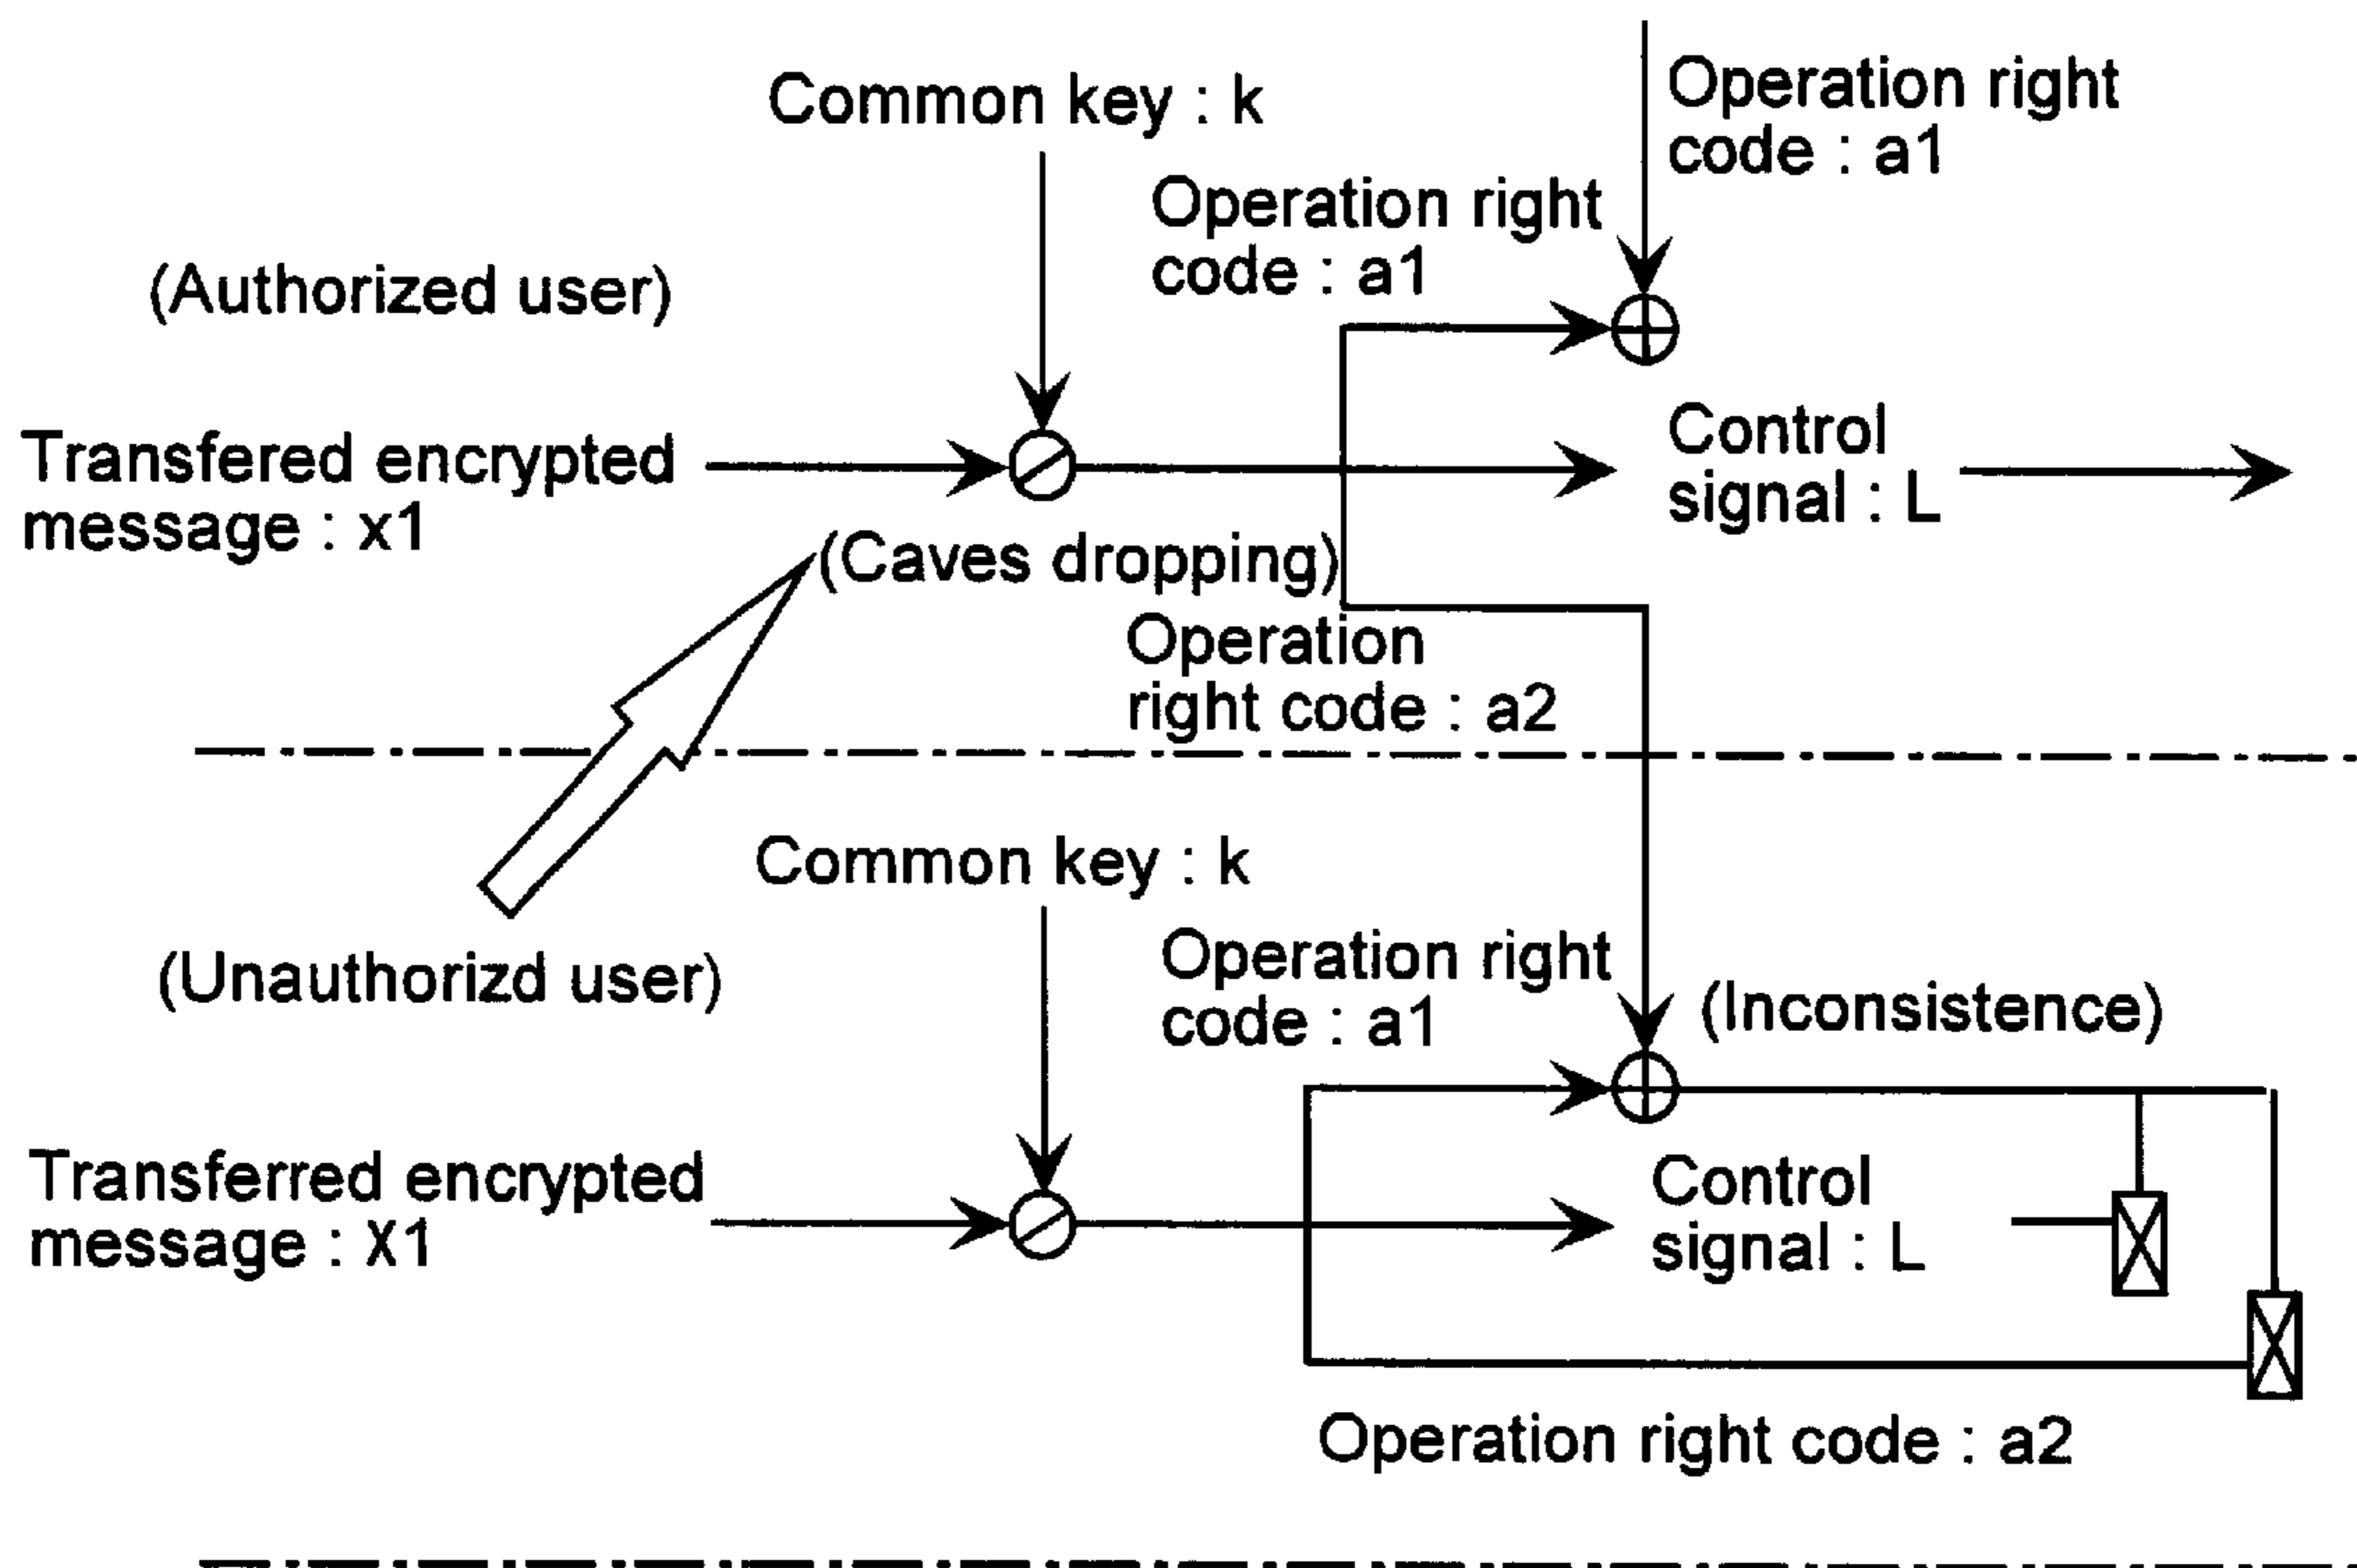 Common key : k
Operation right
code : a1
Operation right
code : a1
(Authorized user)
Transfered encrypted
message : x1
Control
signal : L
(Caves dropping)
Operation
right code : a2
Common key : k
Operation right
code : a1
(Unauthorizd user)
(Inconsistence)
Transferred encrypted
message : X1
Control
signal : L
Operation right code : a2